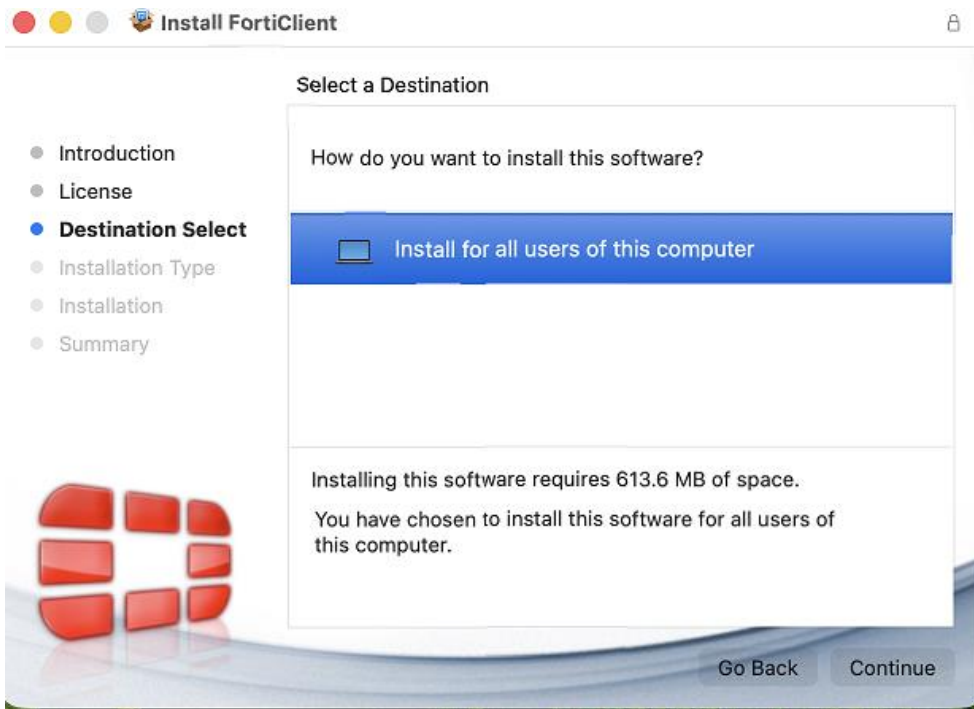 Install FortiClient
Select a Destination
Introduction
License
Destination Select
Installation Type
Installation
Summary
How do you want to install this software?
Install for all users of this computer
Installing this software requires 613.6 MB of space.
You have chosen to install this software for all users of
this computer.
Go Back
Continue